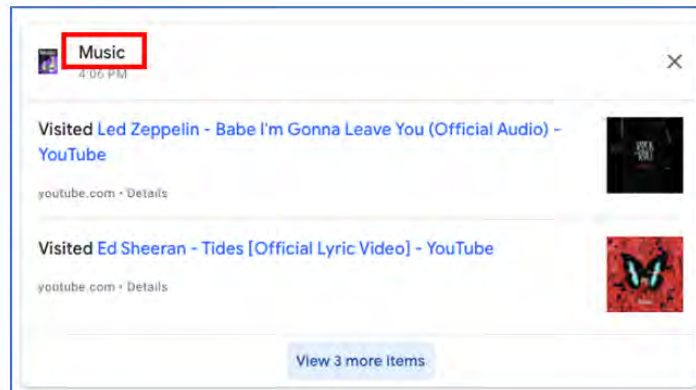 Music
4:06 PM
Visited Led Zeppelin - Babe I'm Gonna Leave You (Official Audio) -
YouTube
youtube.com • Details
Visited Ed Sheeran - Tides [Official Lyric Video] - YouTube
youtube.com • Details
View 3 more items